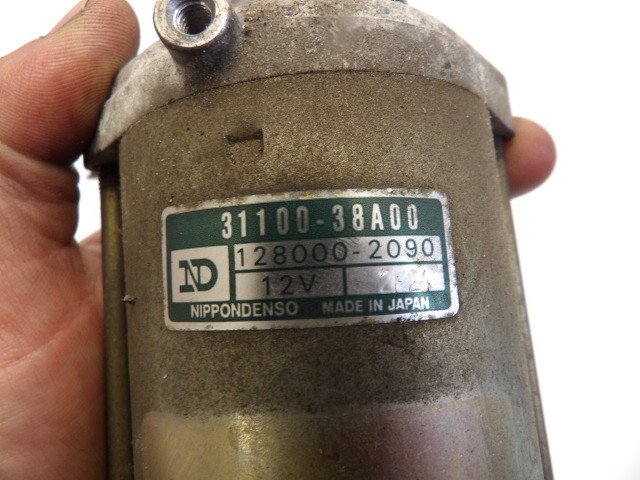 31100-38A00
ND 128000-2090
12V
NIPPONDENSO MADE IN JAPAN